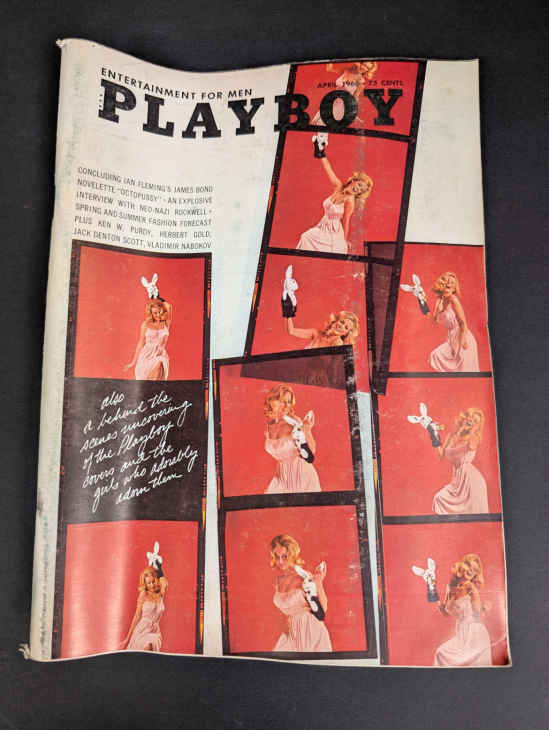 ENTERTAINMENT FOR MEN
APRIL 1966 • 75 CENTS
PLAYBOY
CONCLUDING IAN FLEMING'S JAMES BOND
NOVELETTE "OCTOPUSSY" • AN EXPLOSIVE
INTERVIEW WITH NEO-NAZI ROCKWELL •
SPRING AND SUMMER FASHION FORECAST
PLUS KEN W. PURDY, HERBERT GOLD,
JACK DENTON SCOTT, VLADIMIR NABOKOV
also
a behind the
scenes uncovering
of the Playboy
covers and the
girls who adorably
adorn them